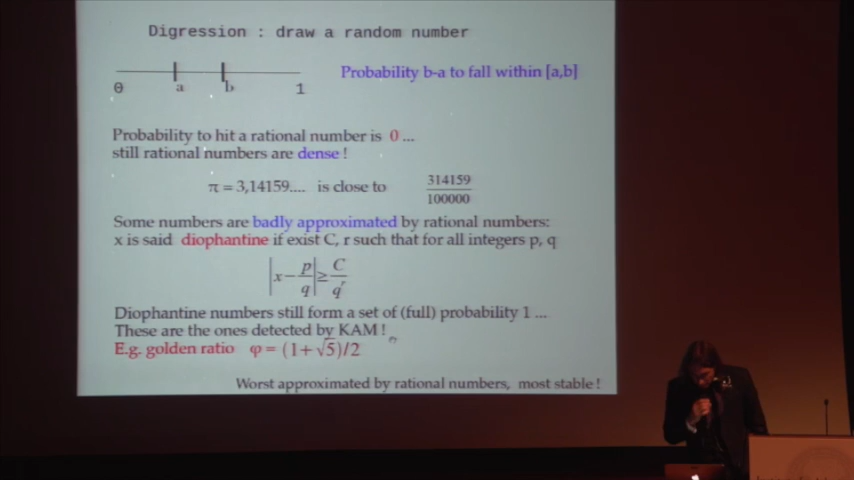 Digression : draw a random number
Probability b-a to fall within [a,b]
0 a b 1
Probability to hit a rational number is 0 ...
still rational numbers are dense !
π = 3,14159.... is close to 314159/100000
Some numbers are badly approximated by rational numbers:
x is said diophantine if exist C, r such that for all integers p, q
|x − p/q| ≥ C/q^r
Diophantine numbers still form a set of (full) probability 1 ...
These are the ones detected by KAM !
E.g. golden ratio φ = (1+√5)/2
Worst approximated by rational numbers, most stable !